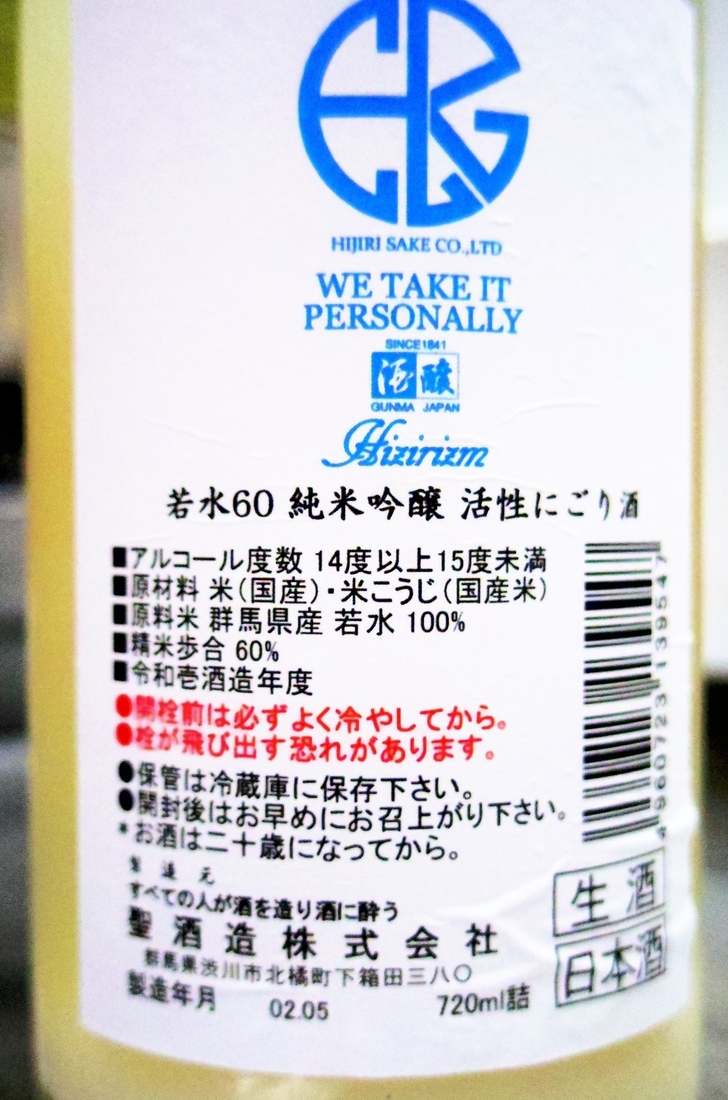 HIJIRI SAKE CO.,LTD
WE TAKE IT
PERSONALLY
SINCE1841
酒醸
GUNMA JAPAN
Hizirizm
若水60 純米吟醸 活性にごり酒
■アルコール度数 14度以上15度未満
■原材料 米(国産)・米こうじ(国産米)
■原料米 群馬県産 若水 100%
■精米歩合 60%
■令和壱酒造年度
●開栓前は必ずよく冷やしてから。
●栓が飛び出す恐れがあります。
●保管は冷蔵庫に保存下さい。
●開封後はお早めにお召上がり下さい。
*お酒は二十歳になってから。
製造元
すべての人が酒を造り酒に酔う
聖酒造株式会社
群馬県渋川市北橘町下箱田三八〇
製造年月 02.05 720ml詰
4960723139547
生酒
日本酒